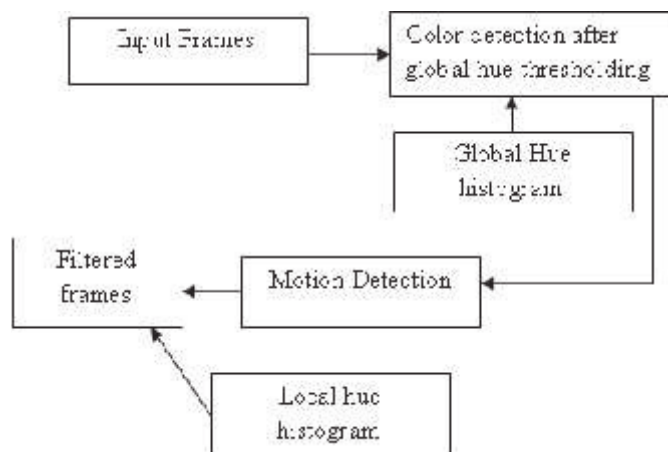 Input Frames
Color detection after
global hue thresholding
Global Hue
histogram
Filtered
frames
Motion Detection
Local hue
histogram